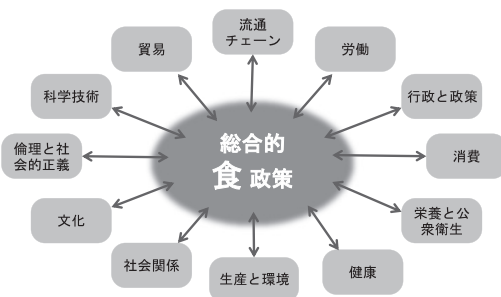 流通
チェーン
貿易
労働
科学技術
行政と政策
総合的
食 政策
倫理と社
会的正義
消費
文化
栄養と公
衆衛生
社会関係
生産と環境
健康